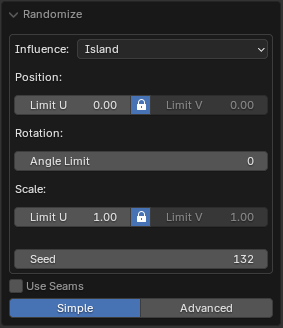 Randomize
Influence: Island
Position:
Limit U 0.00 Limit V 0.00
Rotation:
Angle Limit 0
Scale:
Limit U 1.00 Limit V 1.00
Seed 132
Use Seams
Simple Advanced